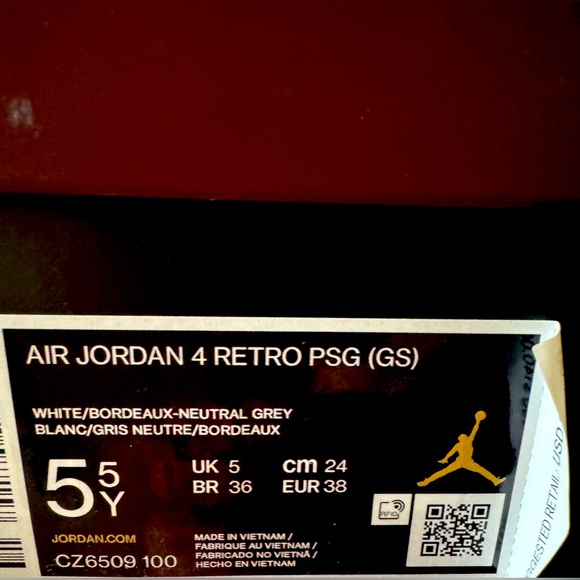 AIR JORDAN 4 RETRO PSG (GS)
WHITE/BORDEAUX-NEUTRAL GREY
BLANC/GRIS NEUTRE/BORDEAUX
5 5Y
UK 5 cm 24
BR 36 EUR 38
RFID
JORDAN.COM
CZ6509 100
MADE IN VIETNAM /
FABRIQUE AU VIETNAM /
FABRICADO NO VIETNÃ /
HECHO EN VIETNAM
RETAIL: USD